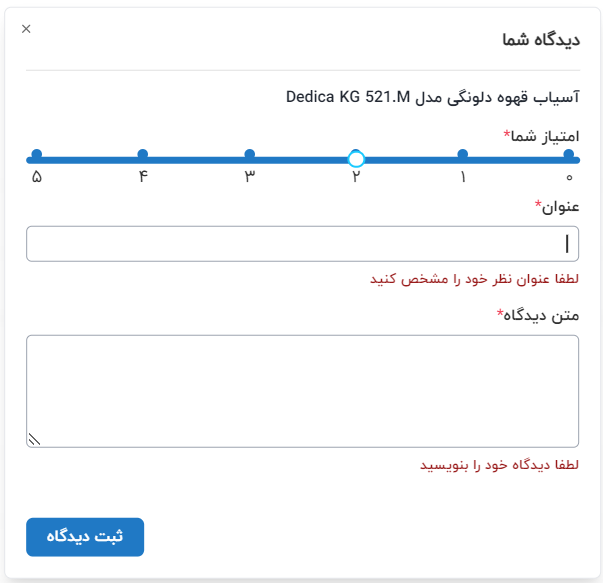 دیدگاه شما
×
آسیاب قهوه دلونگی مدل Dedica KG 521.M
امتیاز شما*
۰ ۱ ۲ ۳ ۴ ۵
عنوان*
لطفا عنوان نظر خود را مشخص کنید
متن دیدگاه*
لطفا دیدگاه خود را بنویسید
ثبت دیدگاه